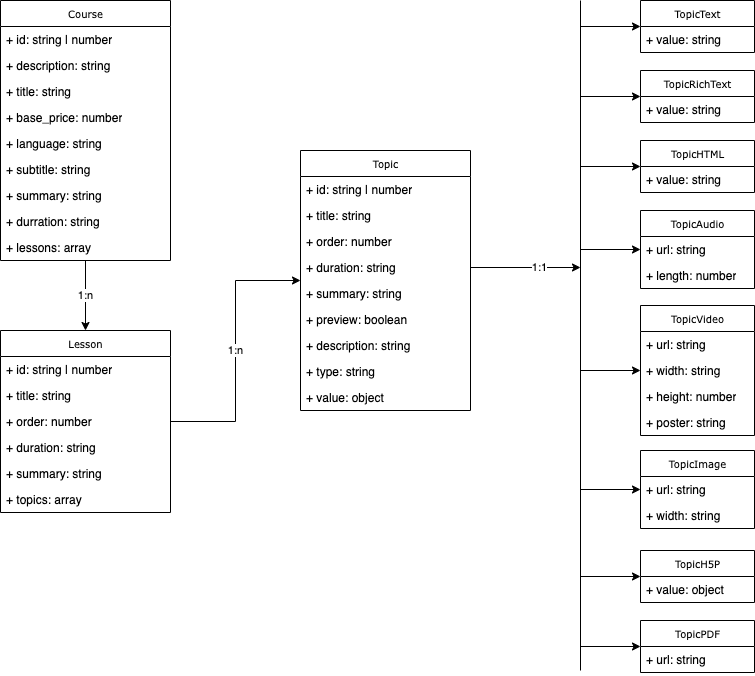 Course
+ id: string | number
+ description: string
+ title: string
+ base_price: number
+ language: string
+ subtitle: string
+ summary: string
+ durration: string
+ lessons: array
1:n
Lesson
+ id: string | number
+ title: string
+ order: number
+ duration: string
+ summary: string
+ topics: array
1:n
Topic
+ id: string | number
+ title: string
+ order: number
+ duration: string
+ summary: string
+ preview: boolean
+ description: string
+ type: string
+ value: object
1:1
TopicText
+ value: string
TopicRichText
+ value: string
TopicHTML
+ value: string
TopicAudio
+ url: string
+ length: number
TopicVideo
+ url: string
+ width: string
+ height: number
+ poster: string
TopicImage
+ url: string
+ width: string
TopicH5P
+ value: object
TopicPDF
+ url: string